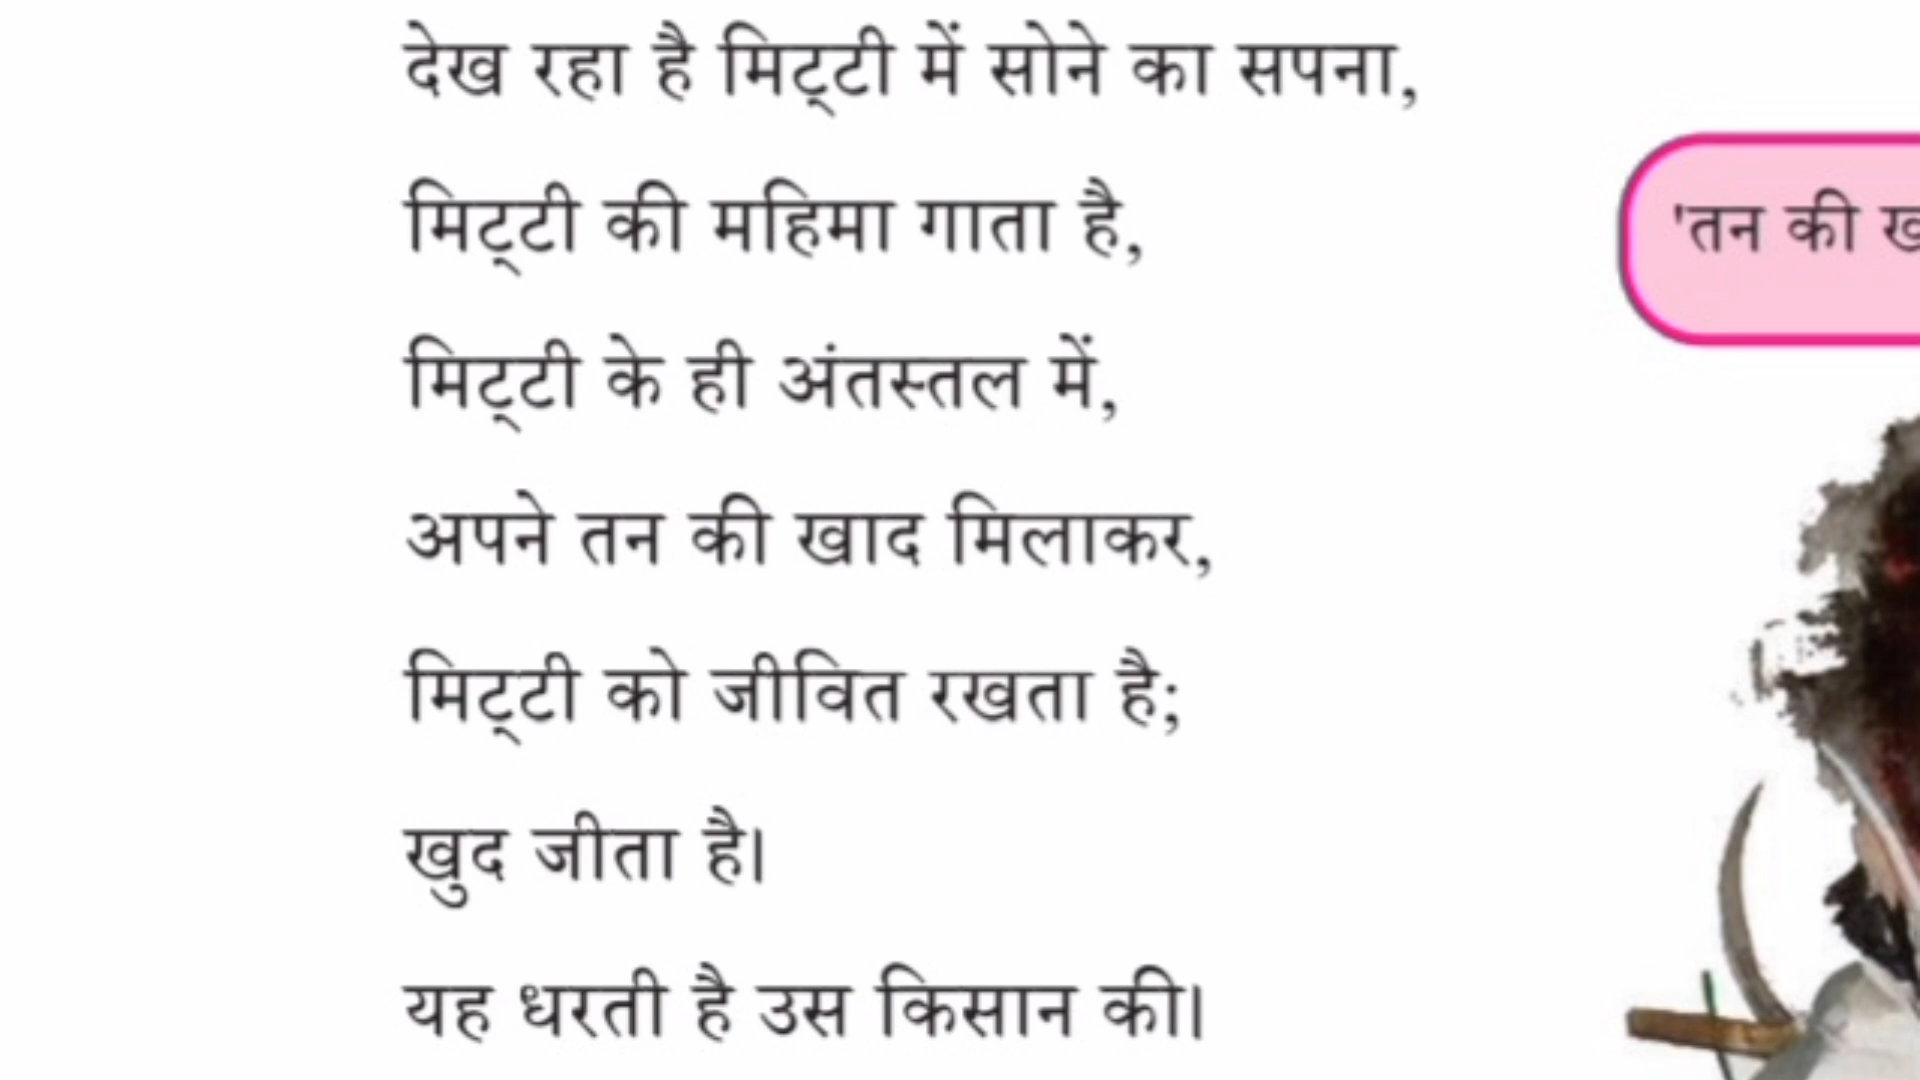 देख रहा है मिट्टी में सोने का सपना,
मिट्टी की महिमा गाता है,
'तन की
मिट्टी के ही अंतस्तल में,
अपने तन की खाद मिलाकर,
मिट्टी को जीवित रखता है;
खुद जीता है।
यह धरती है उस किसान की।